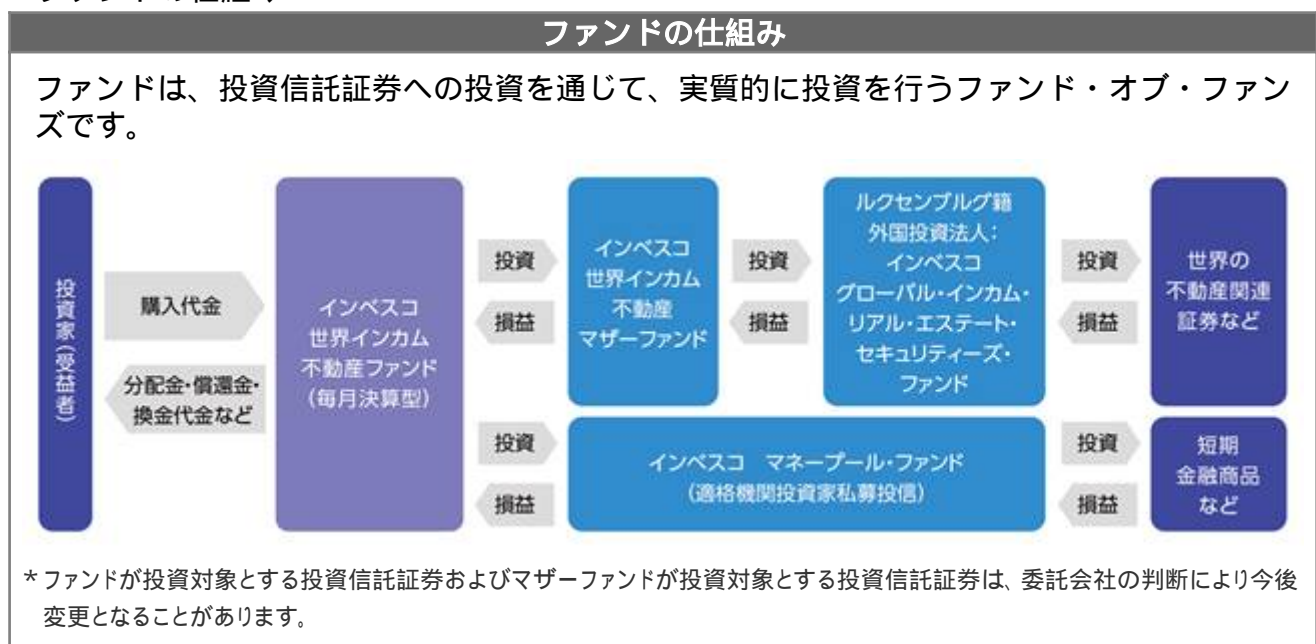 ファンドの仕組み
ファンドは、投資信託証券への投資を通じて、実質的に投資を行うファンド・オブ・ファン
ズです。
投資家(受益者)
購入代金
分配金・償還金・
換金代金など
インベスコ
世界インカム
不動産ファンド
(毎月決算型)
投資
損益
インベスコ
世界インカム
不動産
マザーファンド
投資
損益
ルクセンブルグ籍
外国投資法人:
インベスコ
グローバル・インカム・
リアル・エステート・
セキュリティーズ・
ファンド
投資
損益
世界の
不動産関連
証券など
投資
損益
インベスコ マネープール・ファンド
(適格機関投資家私募投信)
投資
損益
短期
金融商品
など
*ファンドが投資対象とする投資信託証券およびマザーファンドが投資対象とする投資信託証券は、委託会社の判断により今後
変更となることがあります。